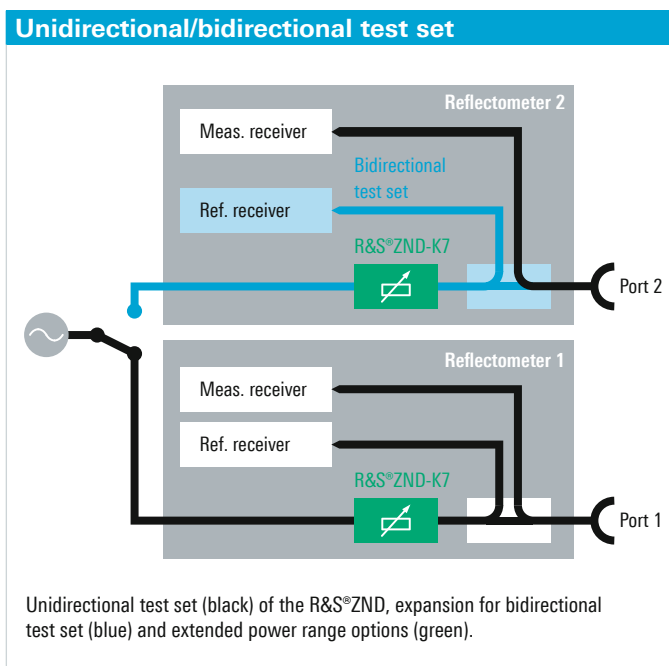 Unidirectional/bidirectional test set
Reflectometer 2
Meas. receiver
Bidirectional
test set
Ref. receiver
R&S®ZND-K7
Port 2
Reflectometer 1
Meas. receiver
Ref. receiver
R&S®ZND-K7
Port 1
Unidirectional test set (black) of the R&S®ZND, expansion for bidirectional
test set (blue) and extended power range options (green).